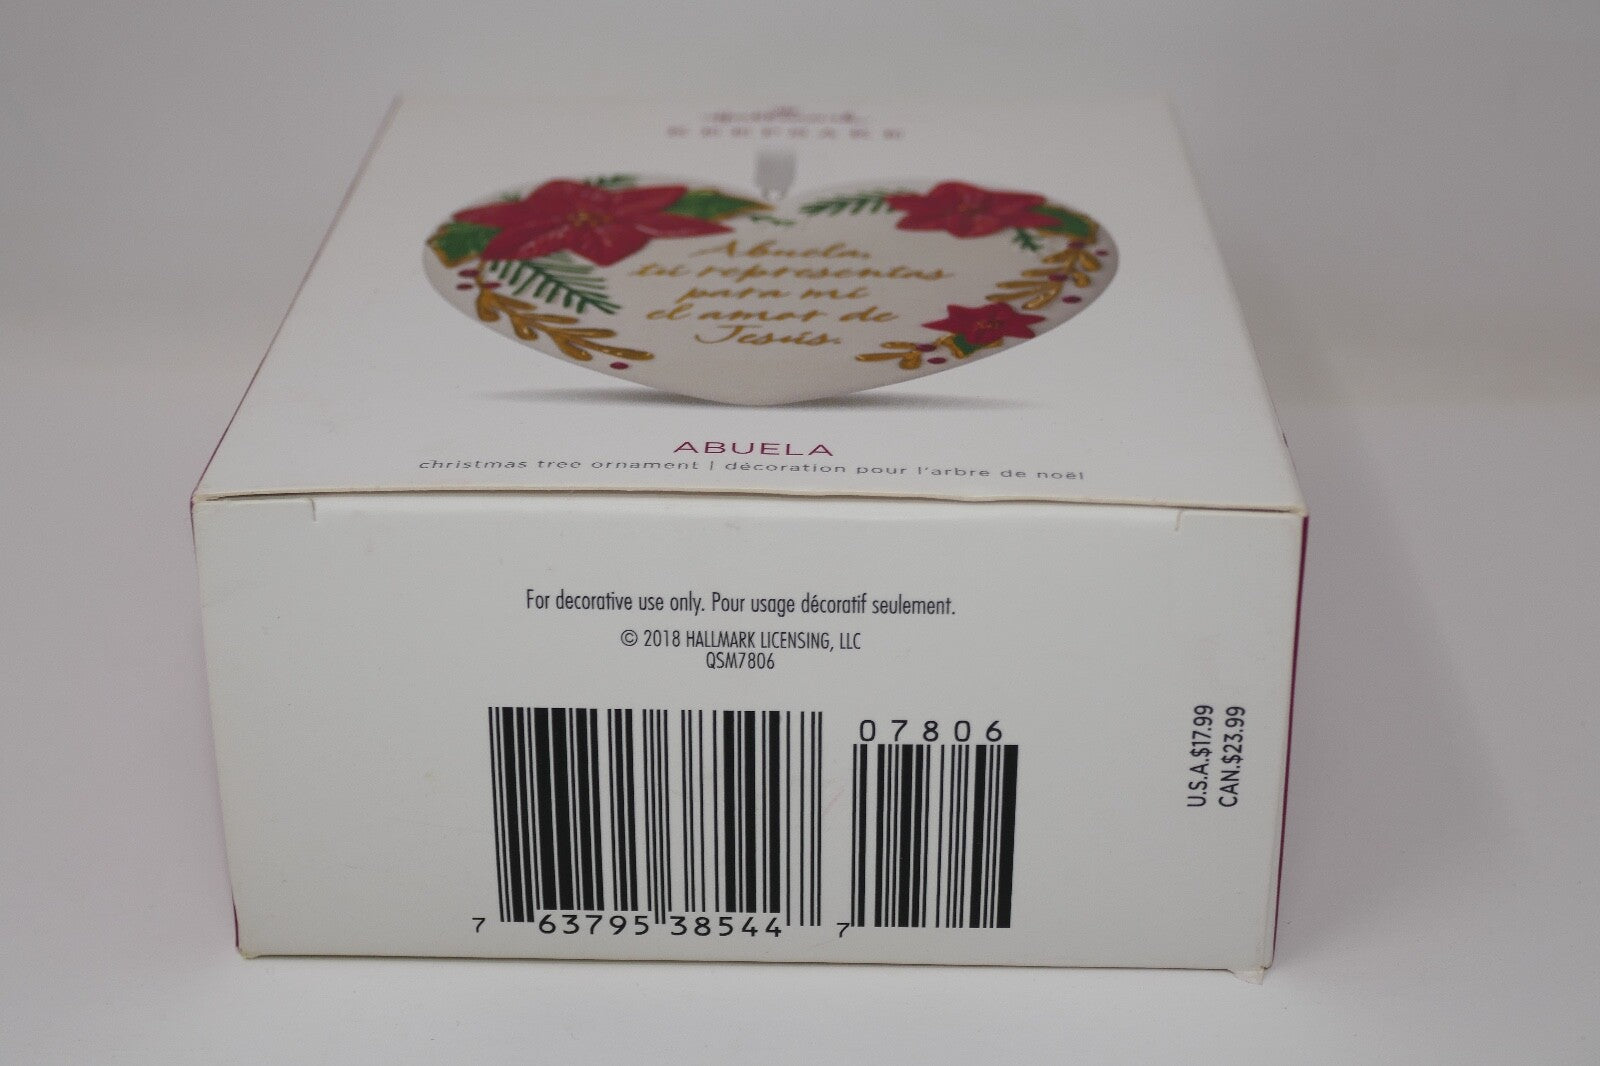 Hallmark
KEEPSAKE
Abuela,
tú representas
para mí
el amor de
Jesús.
ABUELA
christmas tree ornament | décoration pour l'arbre de noël
For decorative use only. Pour usage décoratif seulement.
© 2018 HALLMARK LICENSING, LLC
QSM7806
07806
7 63795 38544 7
U.S.A.$17.99
CAN.$23.99